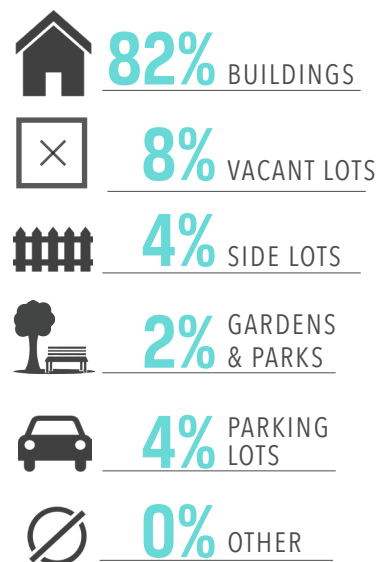 82% BUILDINGS
8% VACANT LOTS
4% SIDE LOTS
2% GARDENS
& PARKS
4% PARKING
LOTS
0% OTHER